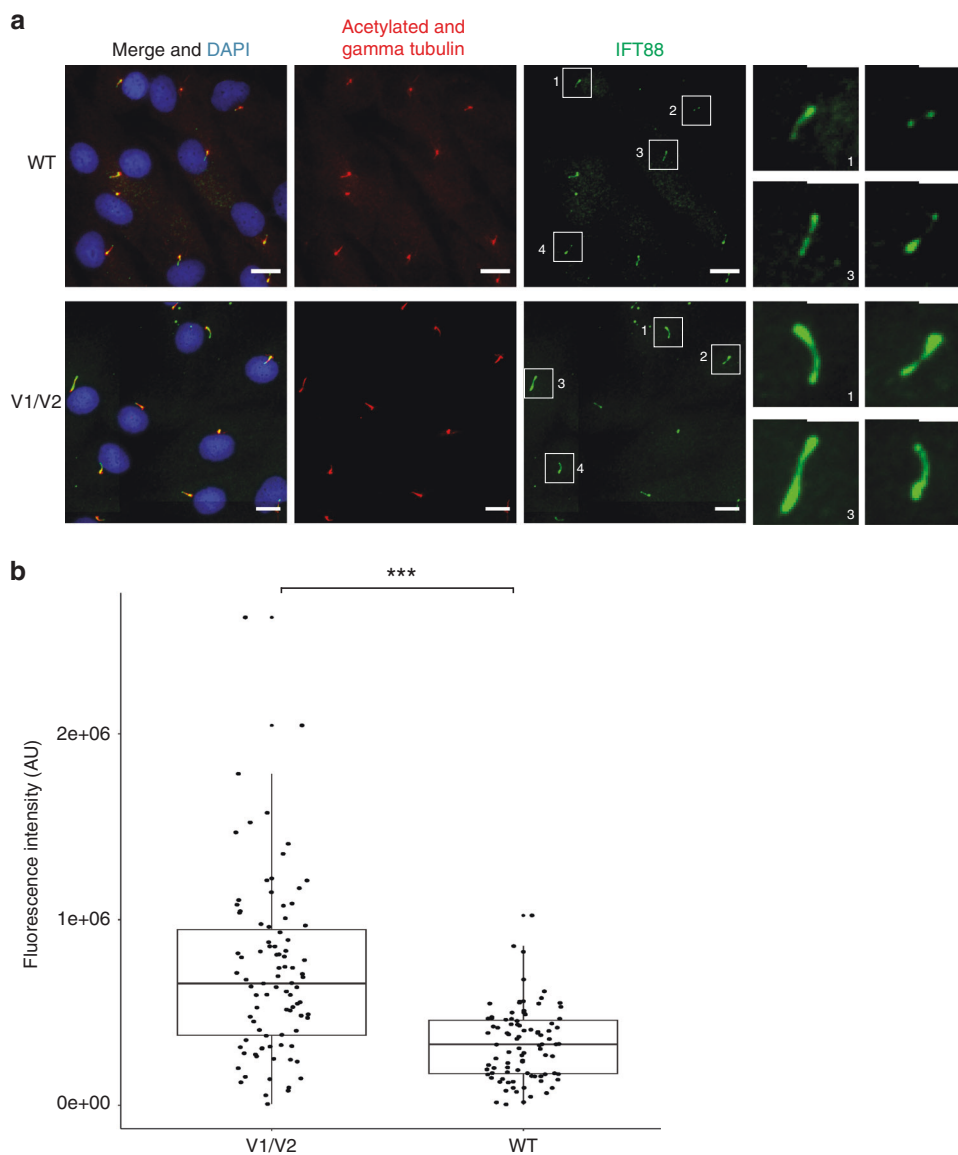 a
Merge and DAPI
Acetylated and
gamma tubulin
IFT88
WT
1
2
3
4
1
3
V1/V2
1
2
3
4
1
3
b
***
Fluorescence intensity (AU)
2e+06
1e+06
0e+00
V1/V2
WT